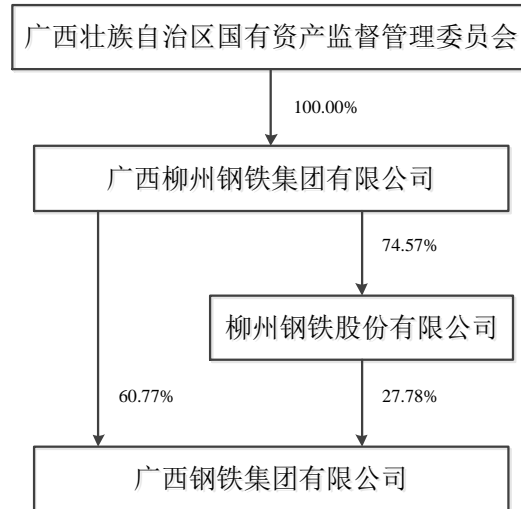 广西壮族自治区国有资产监督管理委员会
100.00%
广西柳州钢铁集团有限公司
74.57%
柳州钢铁股份有限公司
60.77%
27.78%
广西钢铁集团有限公司